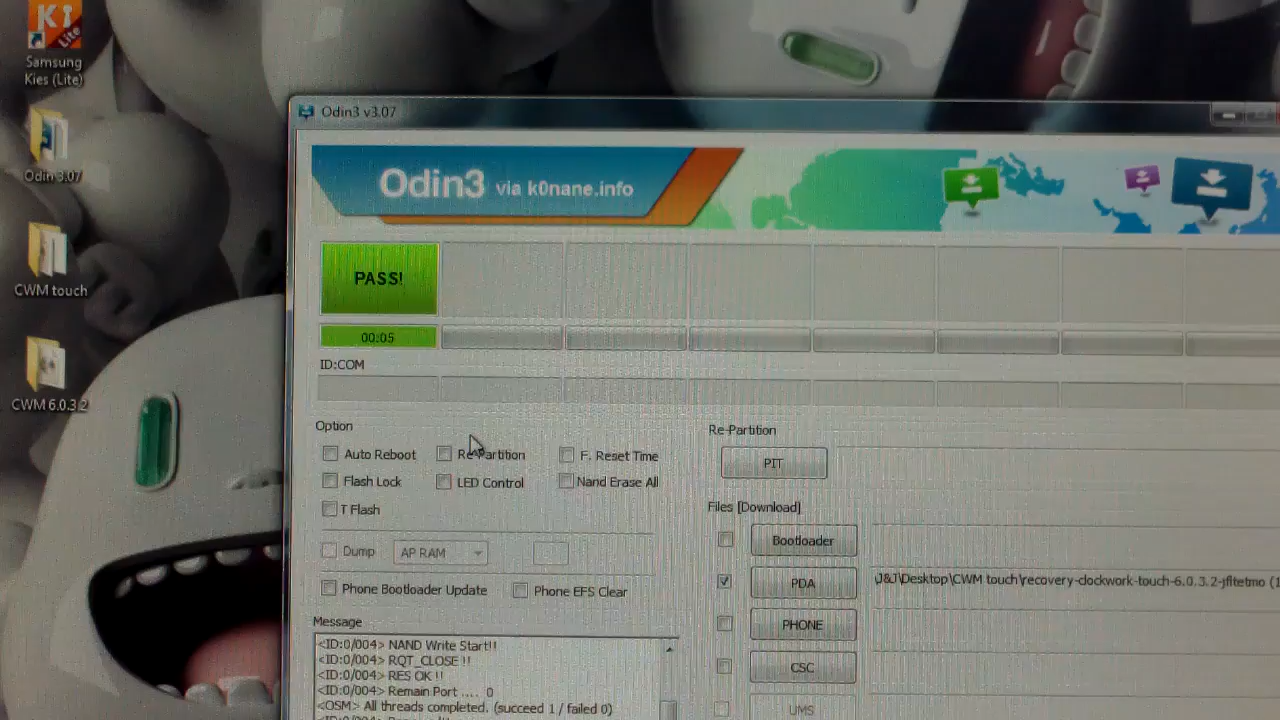 Samsung
Kies (Lite)
Odin 3.07
CWM touch
CWM 6.0.3 2
Odin3 v3.07
Odin3 via k0nane.info
PASS!
00:05
ID:COM
Option
Auto Reboot
Re-Partition
F. Reset Time
Flash Lock
LED Control
Nand Erase All
T Flash
Dump
AP RAM
Phone Bootloader Update
Phone EFS Clear
Message
<ID:0/004> NAND Write Start!!
<ID:0/004> RQT_CLOSE !!
<ID:0/004> RES OK !!
<ID:0/004> Remain Port .... 0
<OSM> All threads completed. (succeed 1 / failed 0)
Re-Partition
PIT
Files [Download]
Bootloader
PDA
J&J\Desktop\CWM touch\recovery-clockwork-touch-6.0.3.2-jfltetmo (1
PHONE
CSC
UMS